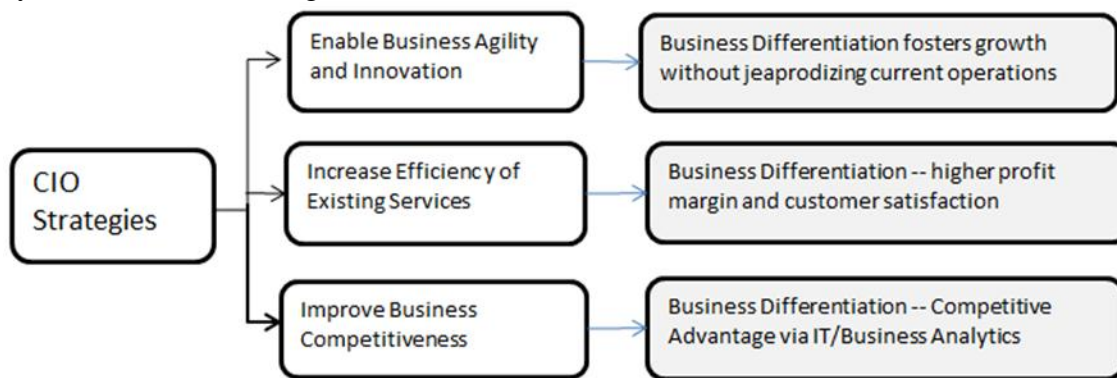 CIO
Strategies
Enable Business Agility
and Innovation
Business Differentiation fosters growth
without jeaprodizing current operations
Increase Efficiency of
Existing Services
Business Differentiation -- higher profit
margin and customer satisfaction
Improve Business
Competitiveness
Business Differentiation -- Competitive
Advantage via IT/Business Analytics